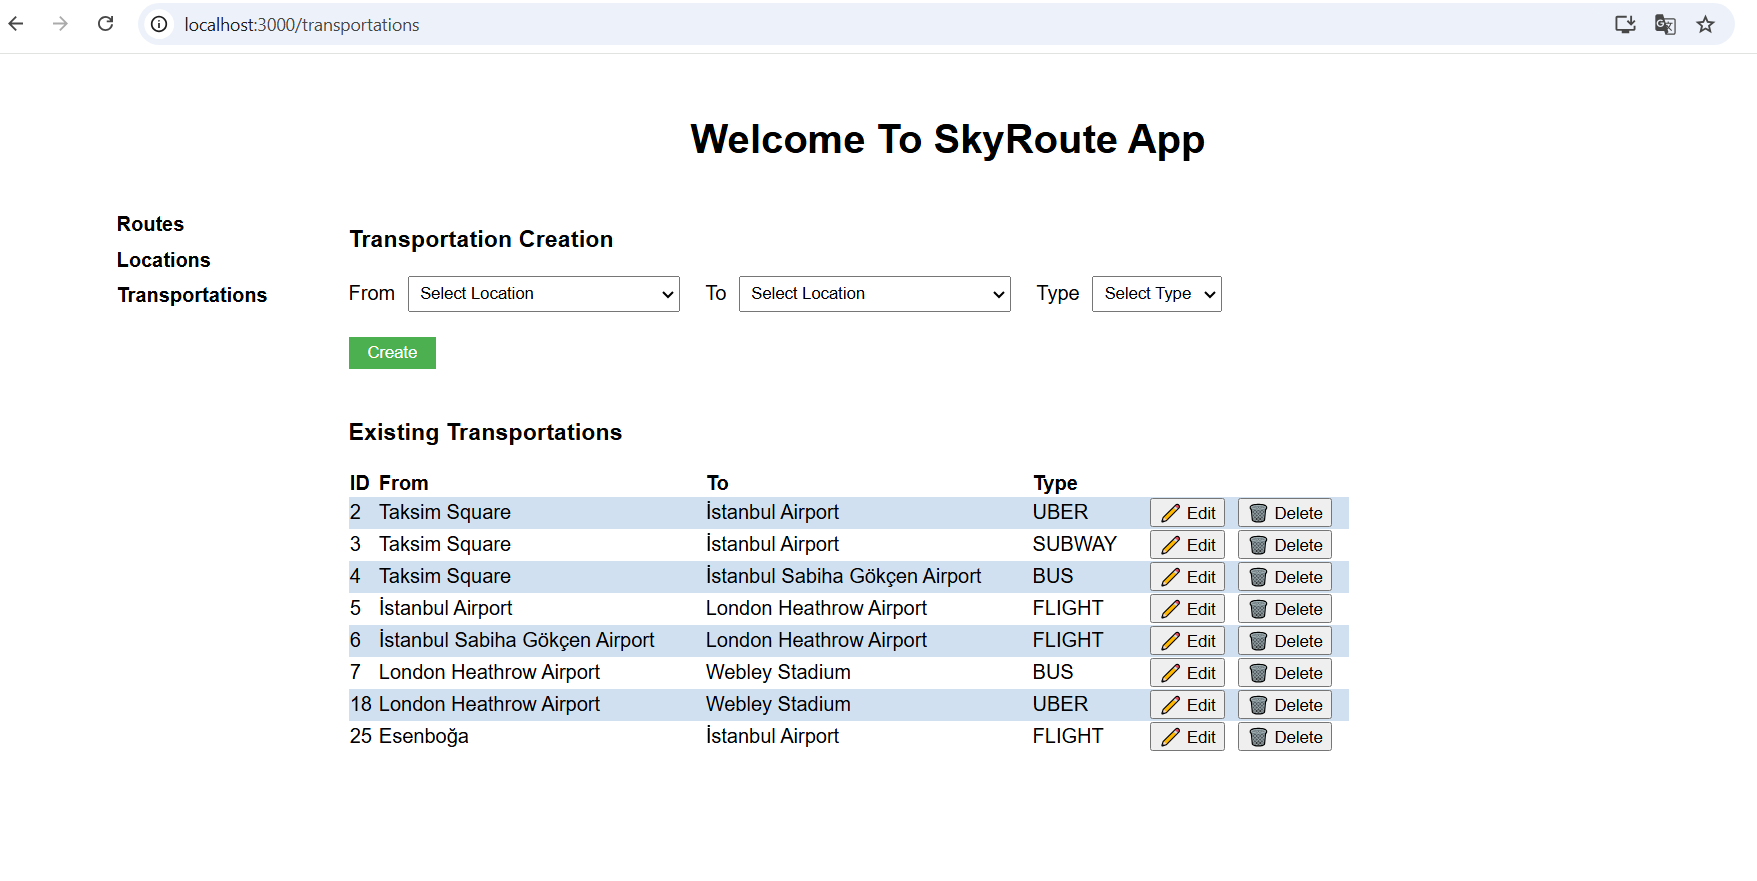 localhost:3000/transportations
Welcome To SkyRoute App
Routes
Locations
Transportations
Transportation Creation
From Select Location To Select Location Type Select Type
Create
Existing Transportations
ID From To Type
2 Taksim Square İstanbul Airport UBER Edit Delete
3 Taksim Square İstanbul Airport SUBWAY Edit Delete
4 Taksim Square İstanbul Sabiha Gökçen Airport BUS Edit Delete
5 İstanbul Airport London Heathrow Airport FLIGHT Edit Delete
6 İstanbul Sabiha Gökçen Airport London Heathrow Airport FLIGHT Edit Delete
7 London Heathrow Airport Webley Stadium BUS Edit Delete
18 London Heathrow Airport Webley Stadium UBER Edit Delete
25 Esenboğa İstanbul Airport FLIGHT Edit Delete